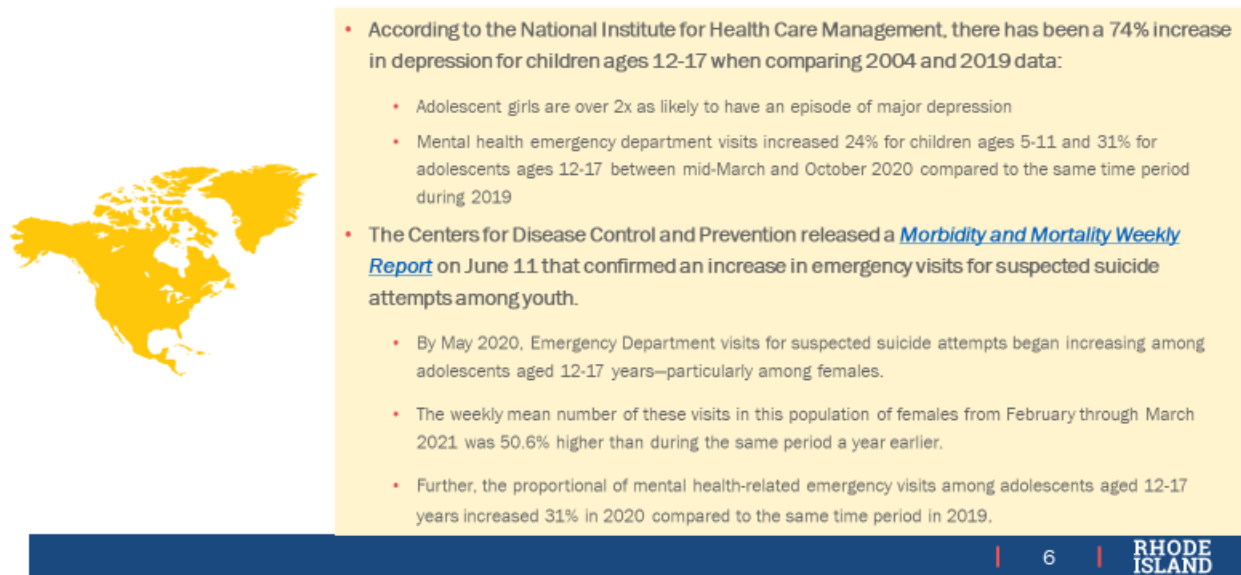 • According to the National Institute for Health Care Management, there has been a 74% increase
in depression for children ages 12-17 when comparing 2004 and 2019 data:
• Adolescent girls are over 2x as likely to have an episode of major depression
• Mental health emergency department visits increased 24% for children ages 5-11 and 31% for
adolescents ages 12-17 between mid-March and October 2020 compared to the same time period
during 2019
• The Centers for Disease Control and Prevention released a Morbidity and Mortality Weekly
Report on June 11 that confirmed an increase in emergency visits for suspected suicide
attempts among youth.
• By May 2020, Emergency Department visits for suspected suicide attempts began increasing among
adolescents aged 12-17 years—particularly among females.
• The weekly mean number of these visits in this population of females from February through March
2021 was 50.6% higher than during the same period a year earlier.
• Further, the proportional of mental health-related emergency visits among adolescents aged 12-17
years increased 31% in 2020 compared to the same time period in 2019.
| 6 |
RHODE
ISLAND